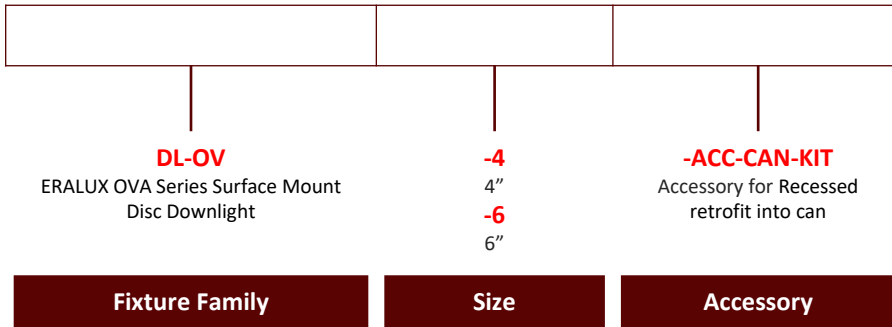 DL-OV
ERALUX OVA Series Surface Mount
Disc Downlight
-4
4”
-6
6”
-ACC-CAN-KIT
Accessory for Recessed
retrofit into can
Fixture Family
Size
Accessory